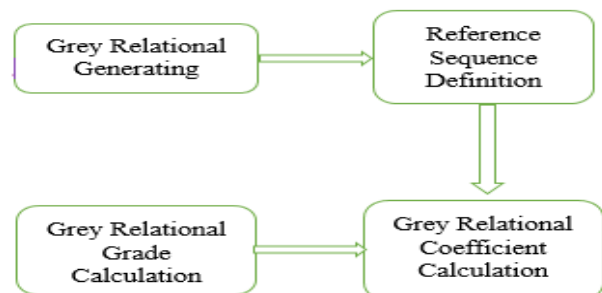 Grey Relational
Generating
Reference
Sequence
Definition
Grey Relational
Grade
Calculation
Grey Relational
Coefficient
Calculation